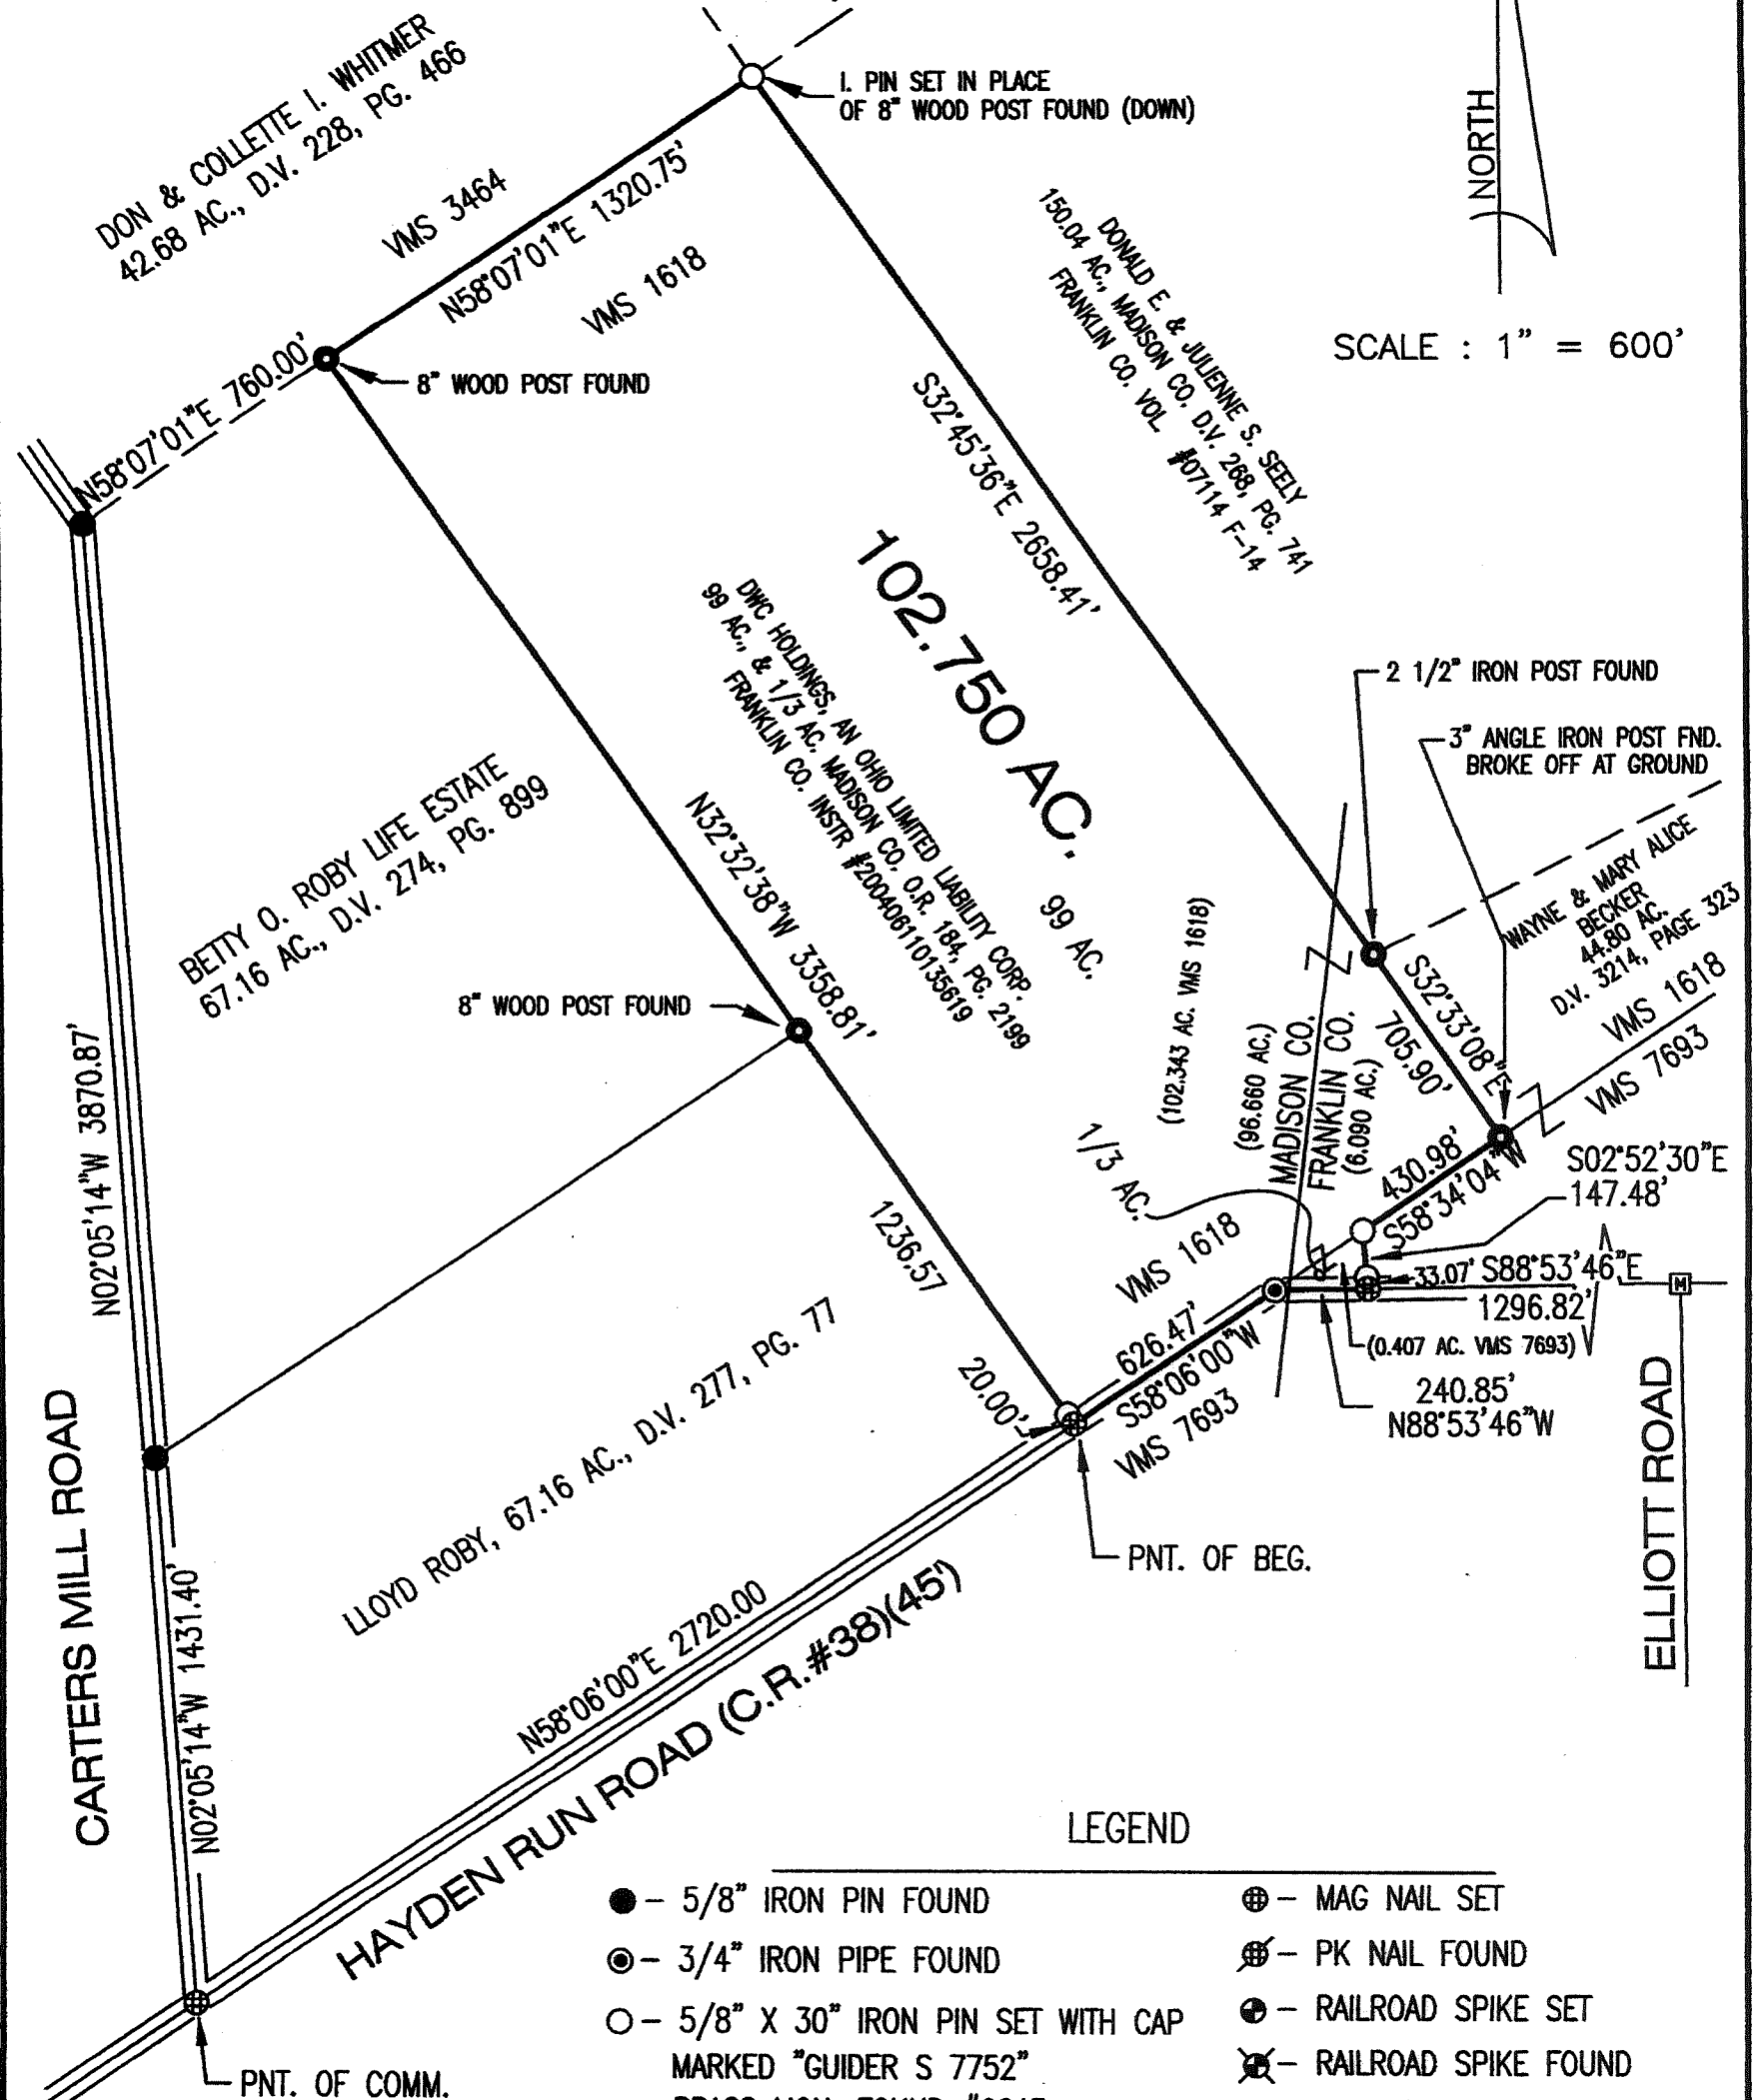 DON & COLLETTE I. WHITMER
42.68 AC., D.V. 228, PG. 466
I. PIN SET IN PLACE
OF 8" WOOD POST FOUND (DOWN)
NORTH
SCALE : 1" = 600'
VMS 3464
N58°07'01"E 1320.75'
VMS 1618
DONALD E. & JULIENNE S. SEELY
150.04 AC., MADISON CO. D.V. 268, PG. 741
FRANKLIN CO. VOL. #07114 F-14
N58°07'01"E 760.00'
8" WOOD POST FOUND
S32°45'36"E 2658.41'
102.750 AC.
DWC HOLDINGS, AN OHIO LIMITED LIABILITY CORP.
99 AC., & 1/3 AC. MADISON CO. O.R. 184, PG. 2199
FRANKLIN CO. INSTR #200406110135619
2 1/2" IRON POST FOUND
3" ANGLE IRON POST FND.
BROKE OFF AT GROUND
WAYNE & MARY ALICE
BECKER
44.80 AC.
D.V. 3214, PAGE 323
VMS 1618
VMS 7693
BETTY O. ROBY LIFE ESTATE
67.16 AC., D.V. 274, PG. 899
N32°32'38"W 3358.81'
8" WOOD POST FOUND
99 AC.
(102.343 AC. VMS 1618)
(96.660 AC.)
MADISON CO.
FRANKLIN CO.
(6.090 AC.)
S32°33'08"E
705.90'
1/3 AC.
430.98'
S58°34'04"W
S02°52'30"E
147.48'
N02°05'14"W 3870.87'
1236.57
VMS 1618
33.07' S88°53'46"E
1296.82'
(0.407 AC. VMS 7693)
240.85'
N88°53'46"W
M
626.47'
S58°06'00"W
VMS 7693
20.00'
ELLIOTT ROAD
LLOYD ROBY, 67.16 AC., D.V. 277, PG. 77
PNT. OF BEG.
CARTERS MILL ROAD
N02°05'14"W 1431.40'
N58°06'00"E 2720.00
HAYDEN RUN ROAD (C.R.#38)(45')
PNT. OF COMM.
LEGEND
- 5/8" IRON PIN FOUND
- 3/4" IRON PIPE FOUND
- 5/8" X 30" IRON PIN SET WITH CAP
MARKED "GUIDER S 7752"
- MAG NAIL SET
- PK NAIL FOUND
- RAILROAD SPIKE SET
- RAILROAD SPIKE FOUND